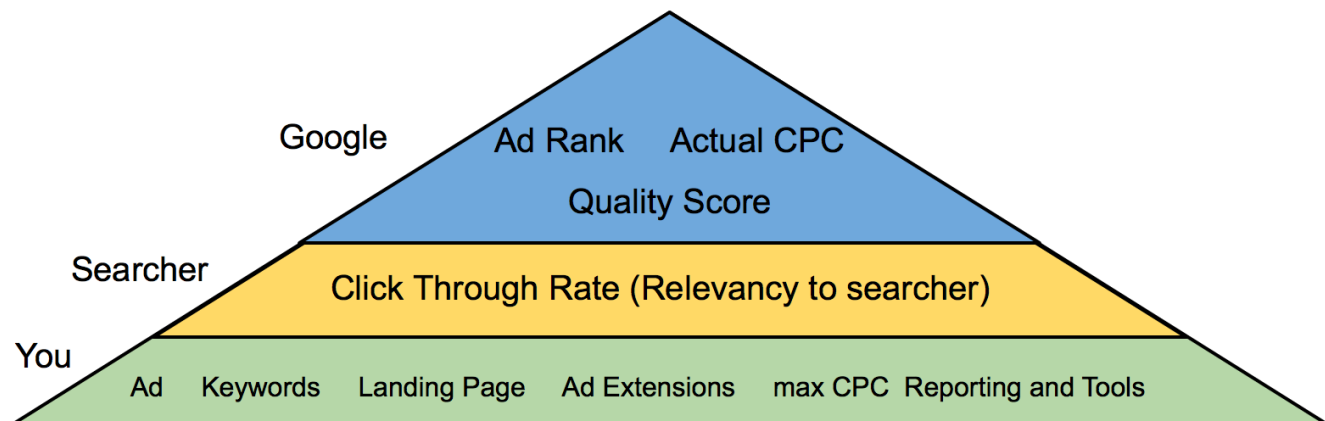 Google
Ad Rank Actual CPC
Quality Score
Searcher
Click Through Rate (Relevancy to searcher)
You
Ad Keywords Landing Page Ad Extensions max CPC Reporting and Tools